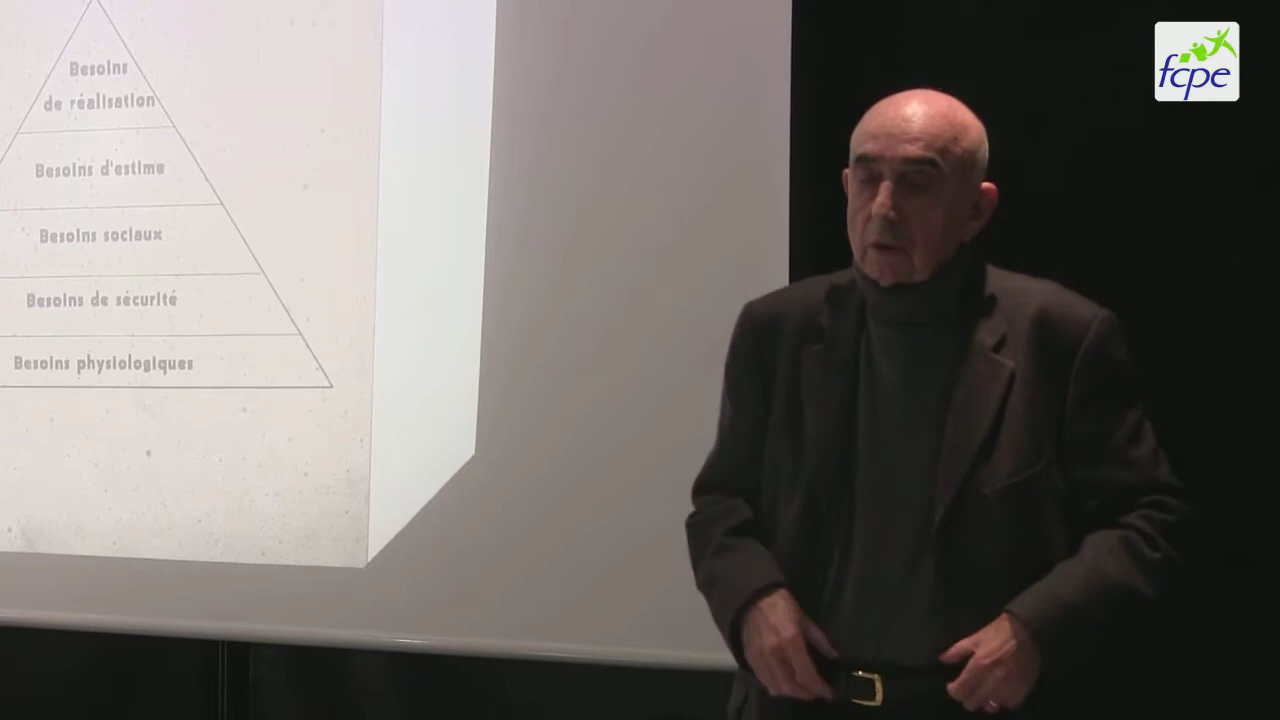 Besoins
de réalisation
Besoins d'estime
Besoins sociaux
Besoins de sécurité
Besoins physiologiques
fcpe